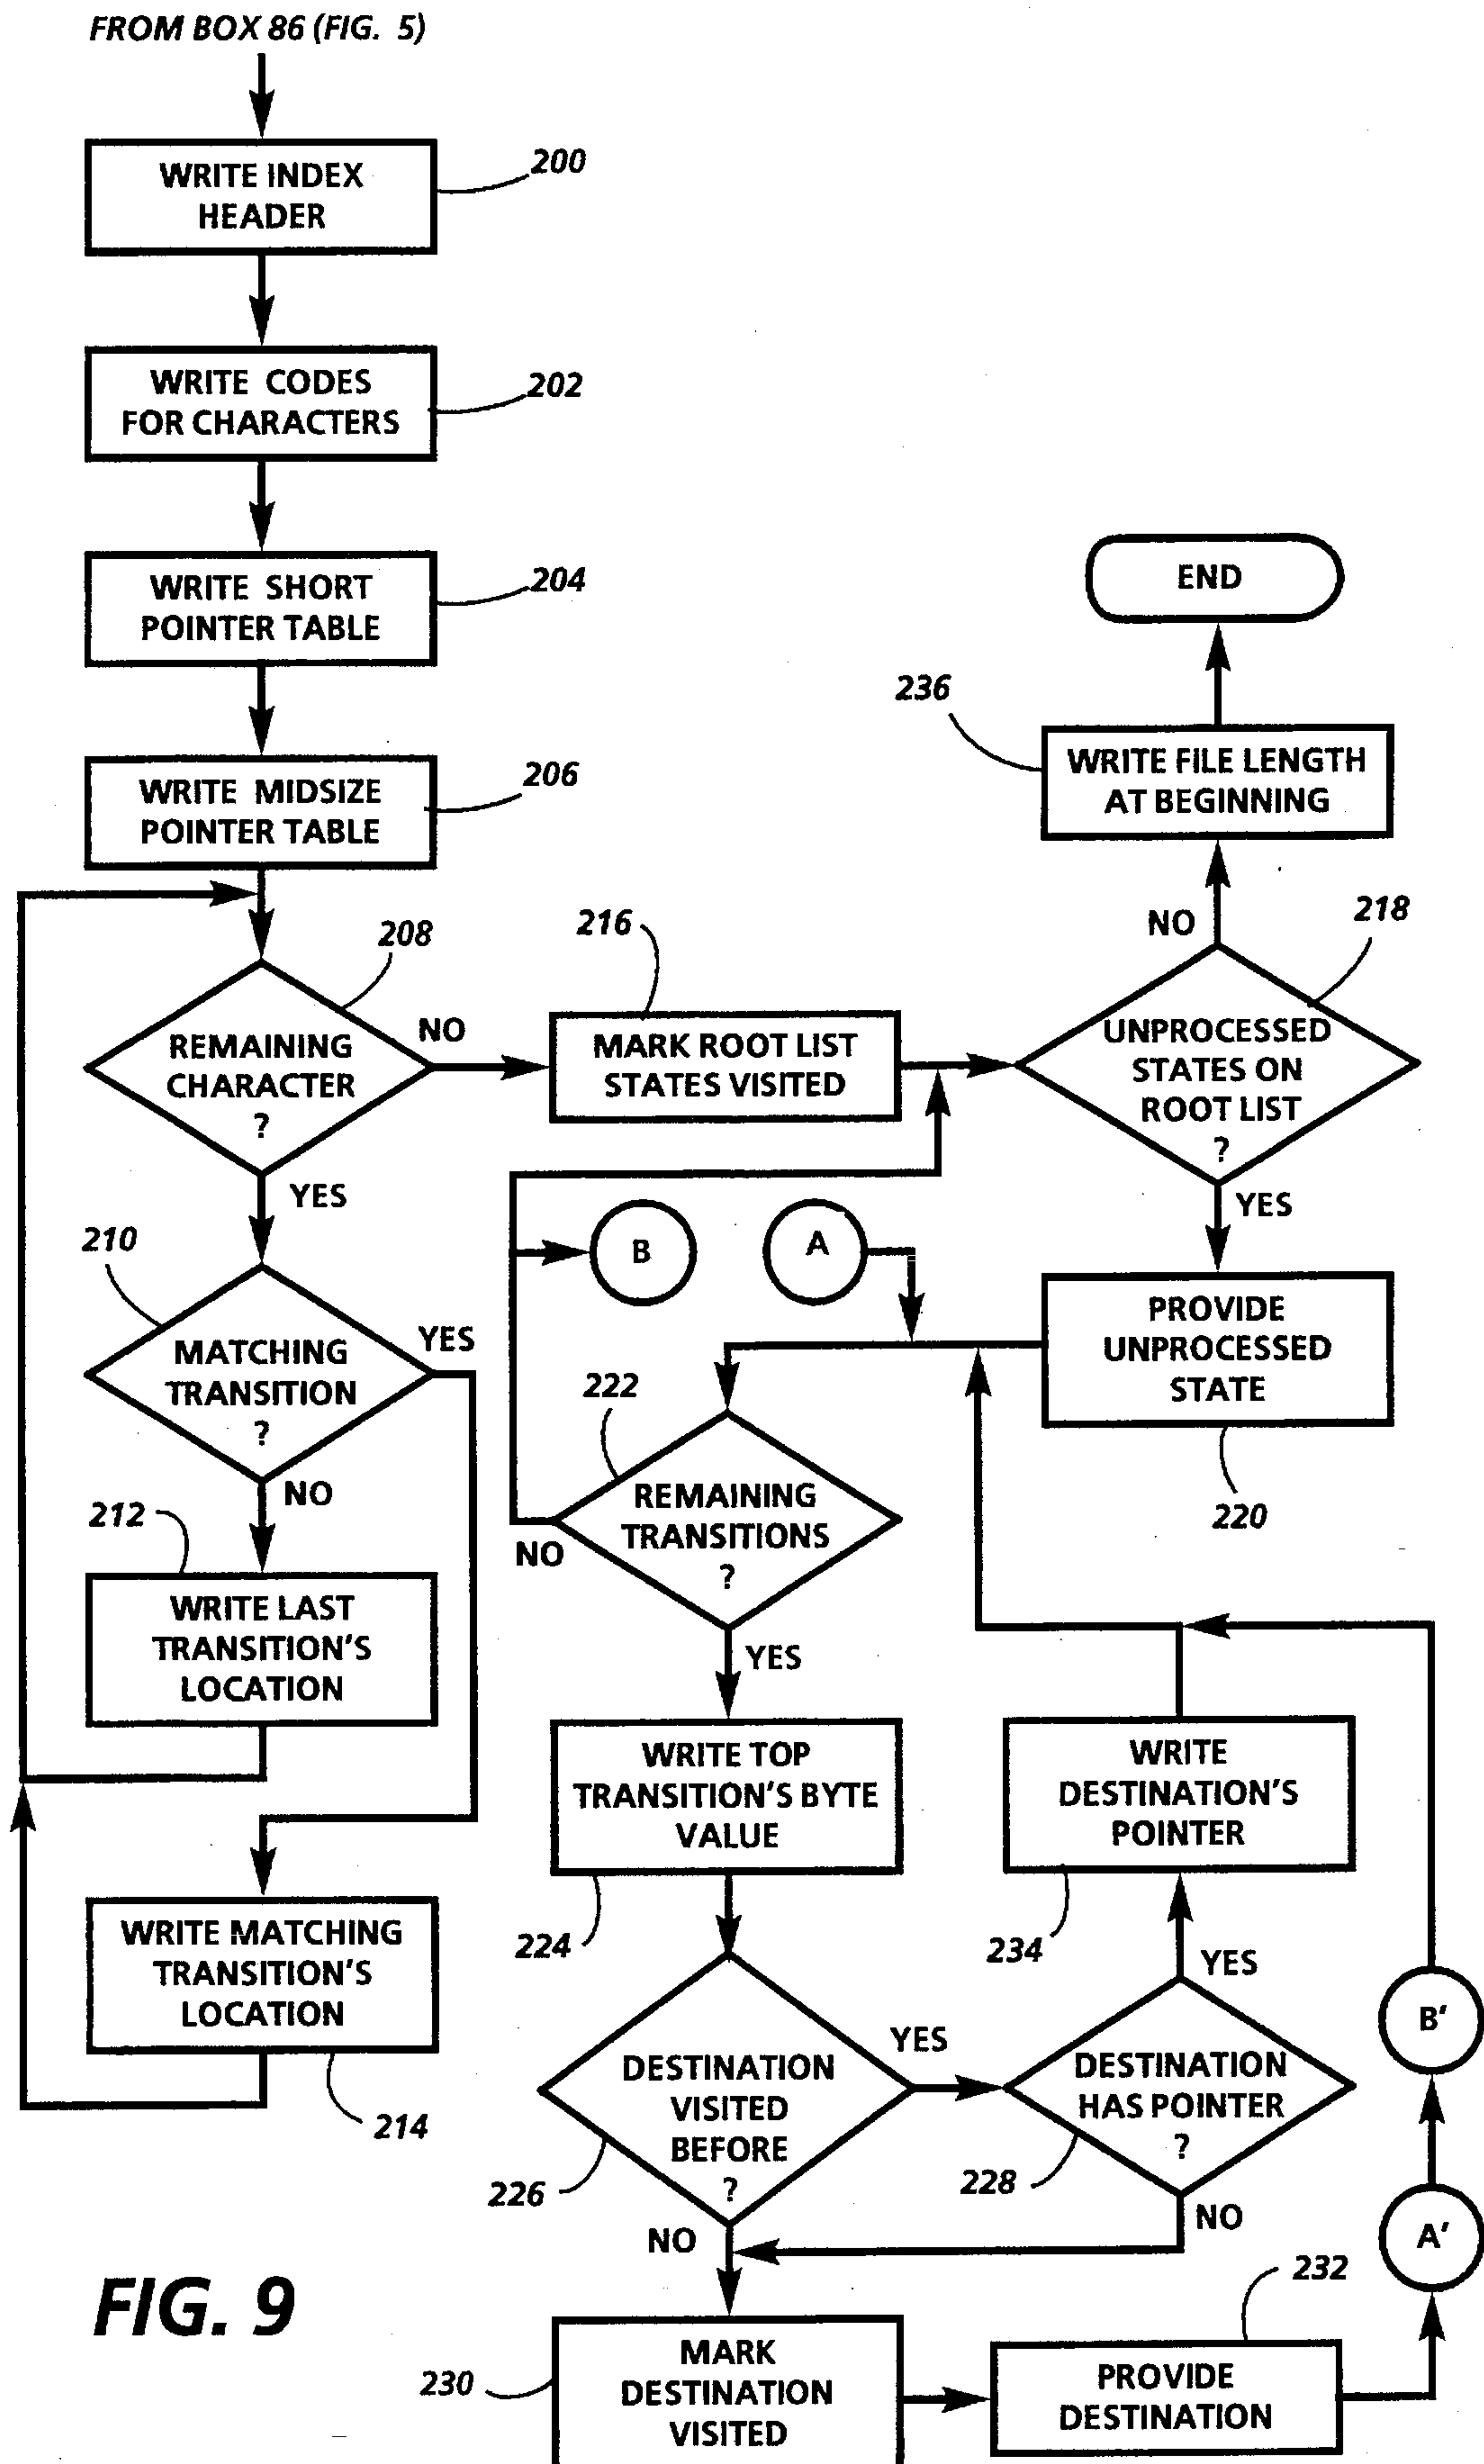 FROM BOX 86 (FIG. 5)
WRITE INDEX
HEADER
200
WRITE CODES
FOR CHARACTERS
202
WRITE SHORT
POINTER TABLE
204
WRITE MIDSIZE
POINTER TABLE
206
208
REMAINING
CHARACTER
?
NO
YES
210
MATCHING
TRANSITION
?
YES
NO
212
WRITE LAST
TRANSITION'S
LOCATION
WRITE MATCHING
TRANSITION'S
LOCATION
214
216
MARK ROOT LIST
STATES VISITED
END
236
WRITE FILE LENGTH
AT BEGINNING
NO
218
UNPROCESSED
STATES ON
ROOT LIST
?
YES
B
A
PROVIDE
UNPROCESSED
STATE
220
222
REMAINING
TRANSITIONS
?
NO
YES
WRITE TOP
TRANSITION'S BYTE
VALUE
224
WRITE
DESTINATION'S
POINTER
234
YES
DESTINATION
VISITED
BEFORE
?
226
YES
NO
DESTINATION
HAS POINTER
?
228
NO
B'
A'
MARK
DESTINATION
VISITED
230
232
PROVIDE
DESTINATION
FIG. 9